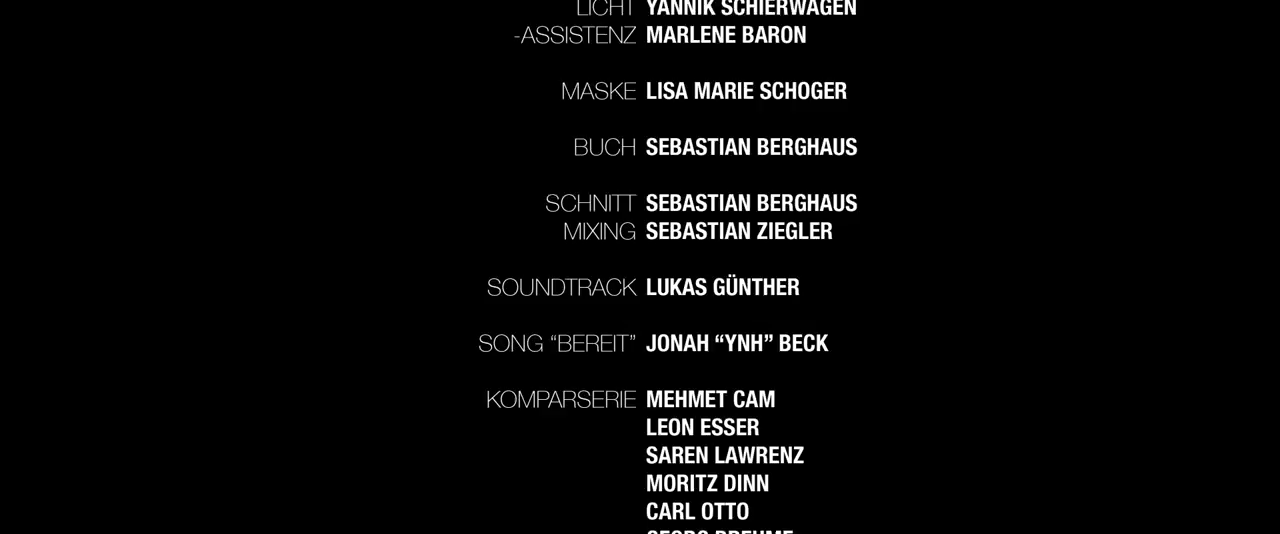 LICHT YANNIK SCHIERWAGEN
-ASSISTENZ MARLENE BARON
MASKE LISA MARIE SCHOGER
BUCH SEBASTIAN BERGHAUS
SCHNITT SEBASTIAN BERGHAUS
MIXING SEBASTIAN ZIEGLER
SOUNDTRACK LUKAS GÜNTHER
SONG “BEREIT” JONAH “YNH” BECK
KOMPARSERIE MEHMET CAM
LEON ESSER
SAREN LAWRENZ
MORITZ DINN
CARL OTTO